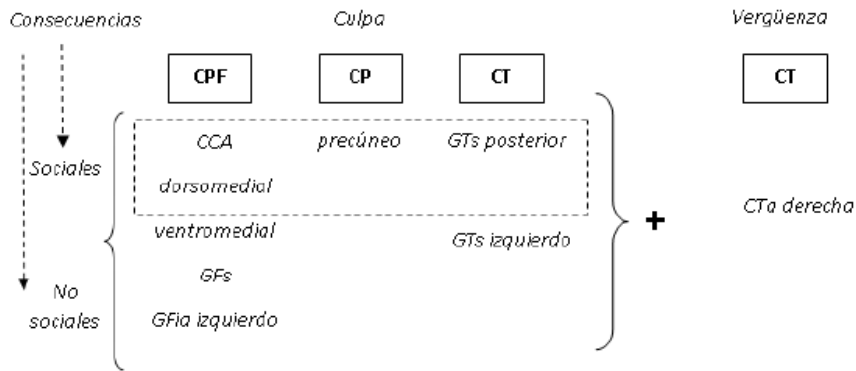 Consecuencias Culpa Vergüenza
CPF CP CT CT
CCA precúneo GTs posterior
Sociales
dorsomedial
CTa derecha
ventromedial
+
GTs izquierdo
GFs
No
sociales
GFia izquierdo